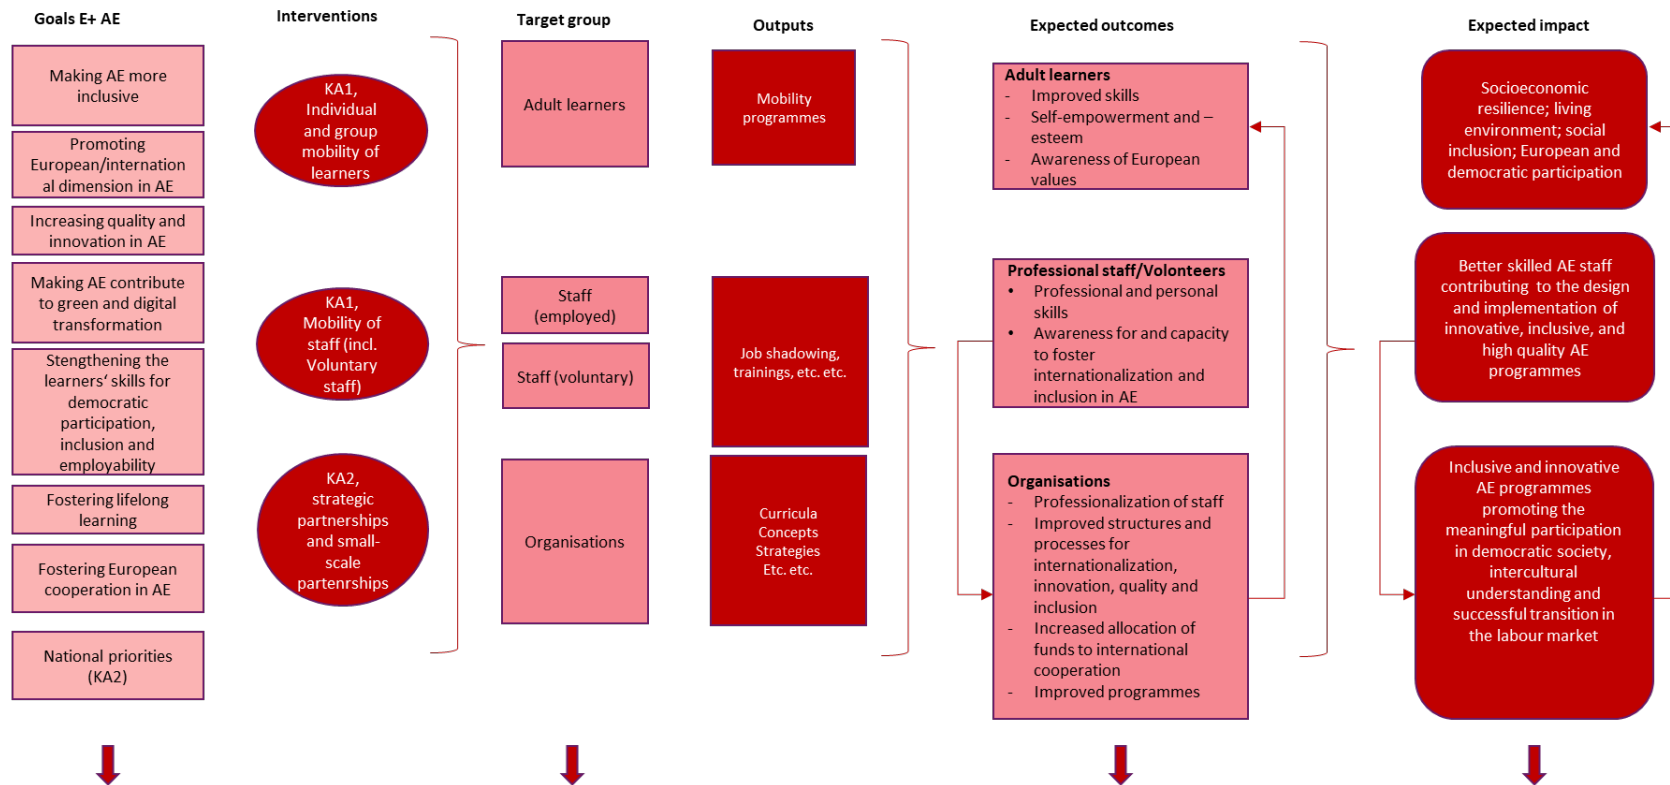 Goals E+ AE
Making AE more
inclusive
Promoting
European/internation
al dimension in AE
Increasing quality and
innovation in AE
Making AE contribute
to green and digital
transformation
Stengthening the
learners‘ skills for
democratic
participation,
inclusion and
employability
Fostering lifelong
learning
Fostering European
cooperation in AE
National priorities
(KA2)
Interventions
KA1,
Individual
and group
mobility of
learners
KA1,
Mobility of
staff (incl.
Voluntary
staff)
KA2,
strategic
partnerships
and small-
scale
partenrships
Target group
Adult learners
Staff
(employed)
Staff (voluntary)
Organisations
Outputs
Mobility
programmes
Job shadowing,
trainings, etc. etc.
Curricula
Concepts
Strategies
Etc. etc.
Expected outcomes
Adult learners
- Improved skills
- Self-empowerment and –
esteem
- Awareness of European
values
Professional staff/Volonteers
• Professional and personal
skills
• Awareness for and capacity
to foster
internationalization and
inclusion in AE
Organisations
- Professionalization of staff
- Improved structures and
processes for
internationalization,
innovation, quality and
inclusion
- Increased allocation of
funds to international
cooperation
- Improved programmes
Expected impact
Socioeconomic
resilience; living
environment; social
inclusion; European and
democratic participation
Better skilled AE staff
contributing to the design
and implementation of
innovative, inclusive, and
high quality AE
programmes
Inclusive and innovative
AE programmes
promoting the
meaningful participation
in democratic society,
intercultural
understanding and
successful transition in
the labour market